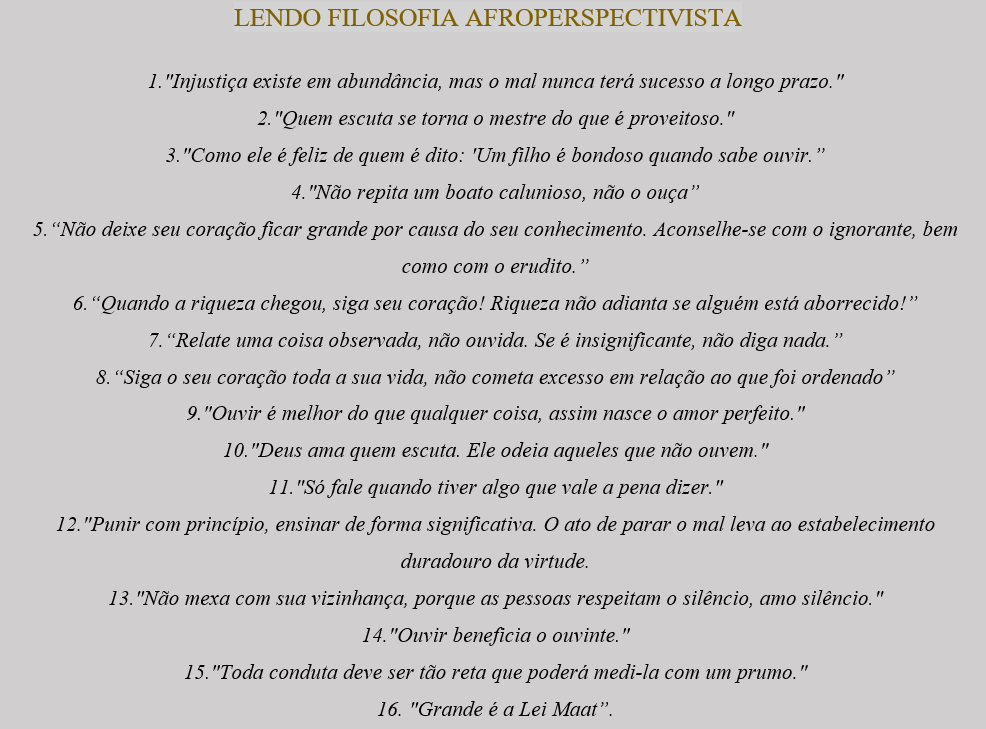 LENDO FILOSOFIA AFROPERSPECTIVISTA
1."Injustiça existe em abundância, mas o mal nunca terá sucesso a longo prazo."
2."Quem escuta se torna o mestre do que é proveitoso."
3."Como ele é feliz de quem é dito: 'Um filho é bondoso quando sabe ouvir.”
4."Não repita um boato calunioso, não o ouça”
5.“Não deixe seu coração ficar grande por causa do seu conhecimento. Aconselhe-se com o ignorante, bem
como com o erudito.”
6.“Quando a riqueza chegou, siga seu coração! Riqueza não adianta se alguém está aborrecido!”
7.“Relate uma coisa observada, não ouvida. Se é insignificante, não diga nada.”
8.“Siga o seu coração toda a sua vida, não cometa excesso em relação ao que foi ordenado”
9."Ouvir é melhor do que qualquer coisa, assim nasce o amor perfeito."
10."Deus ama quem escuta. Ele odeia aqueles que não ouvem."
11."Só fale quando tiver algo que vale a pena dizer."
12."Punir com princípio, ensinar de forma significativa. O ato de parar o mal leva ao estabelecimento
duradouro da virtude.
13."Não mexa com sua vizinhança, porque as pessoas respeitam o silêncio, amo silêncio."
14."Ouvir beneficia o ouvinte."
15."Toda conduta deve ser tão reta que poderá medi-la com um prumo."
16. "Grande é a Lei Maat”.